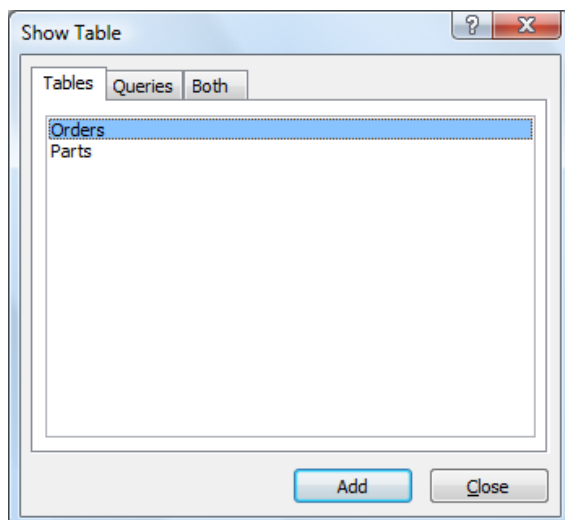 Show Table
Tables Queries Both
Orders
Parts
Add Close